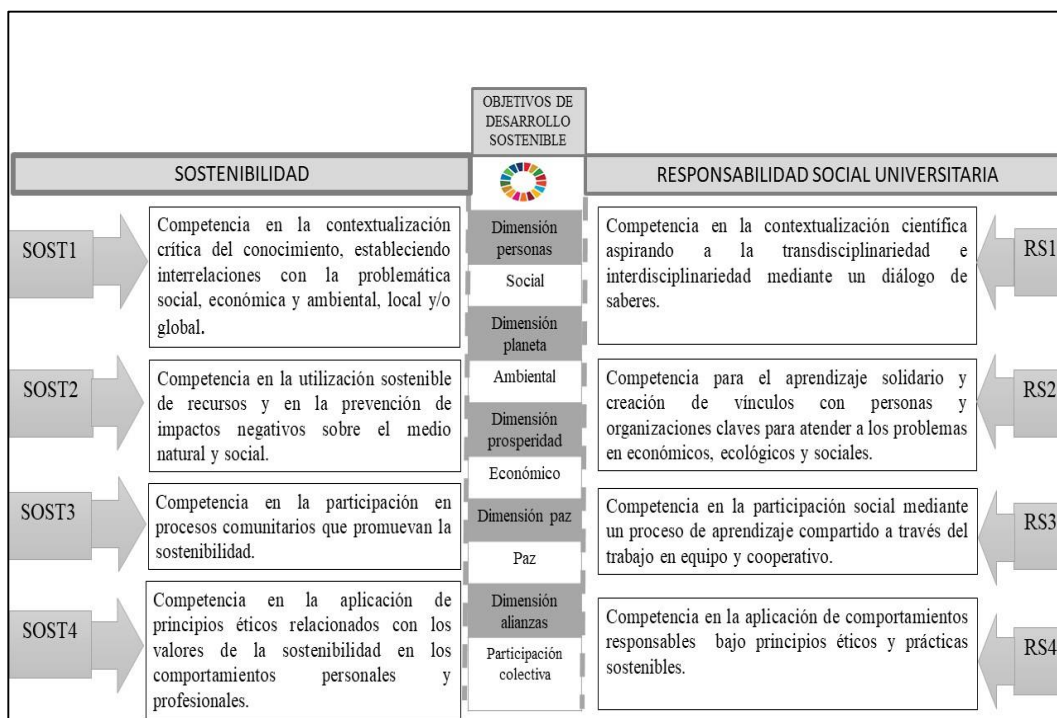 OBJETIVOS DE
DESARROLLO
SOSTENIBLE
SOSTENIBILIDAD
RESPONSABILIDAD SOCIAL UNIVERSITARIA
SOST1
Competencia en la contextualización
crítica del conocimiento, estableciendo
interrelaciones con la problemática
social, económica y ambiental, local y/o
global.
SOST2
Competencia en la utilización sostenible
de recursos y en la prevención de
impactos negativos sobre el medio
natural y social.
SOST3
Competencia en la participación en
procesos comunitarios que promuevan la
sostenibilidad.
SOST4
Competencia en la aplicación de
principios éticos relacionados con los
valores de la sostenibilidad en los
comportamientos personales y
profesionales.
Dimensión
personas
Social
Dimensión
planeta
Ambiental
Dimensión
prosperidad
Económico
Dimensión paz
Paz
Dimensión
alianzas
Participación
colectiva
Competencia en la contextualización científica
aspirando a la transdisciplinariedad e
interdisciplinariedad mediante un diálogo de
saberes.
RS1
Competencia para el aprendizaje solidario y
creación de vínculos con personas y
organizaciones claves para atender a los problemas
en económicos, ecológicos y sociales.
RS2
Competencia en la participación social mediante
un proceso de aprendizaje compartido a través del
trabajo en equipo y cooperativo.
RS3
Competencia en la aplicación de comportamientos
responsables bajo principios éticos y prácticas
sostenibles.
RS4